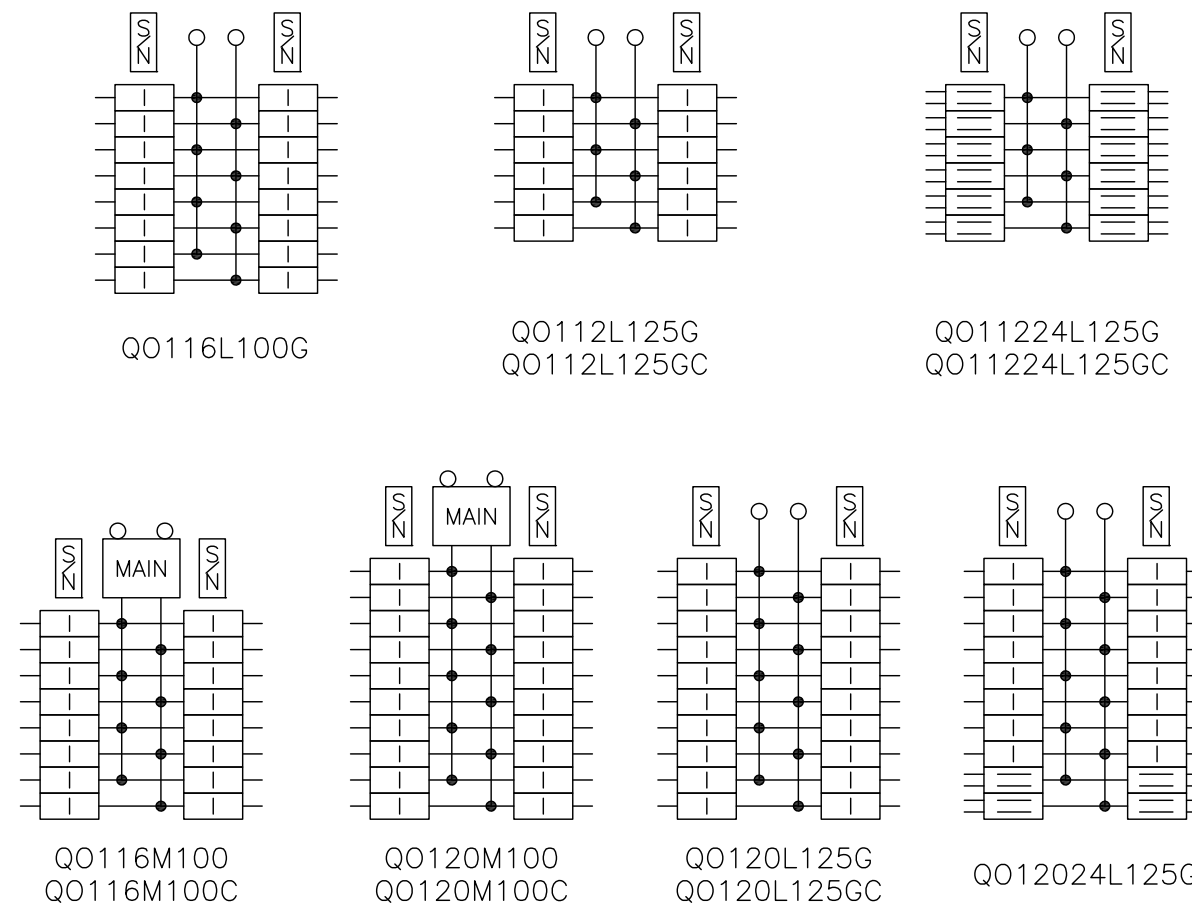 S/N
S/N
S/N
S/N
S/N
S/N
QO116L100G
QO112L125G
QO112L125GC
QO11224L125G
QO11224L125GC
S/N
MAIN
S/N
S/N
MAIN
S/N
S/N
S/N
S/N
S/N
QO116M100
QO116M100C
QO120M100
QO120M100C
QO120L125G
QO120L125GC
QO12024L125G